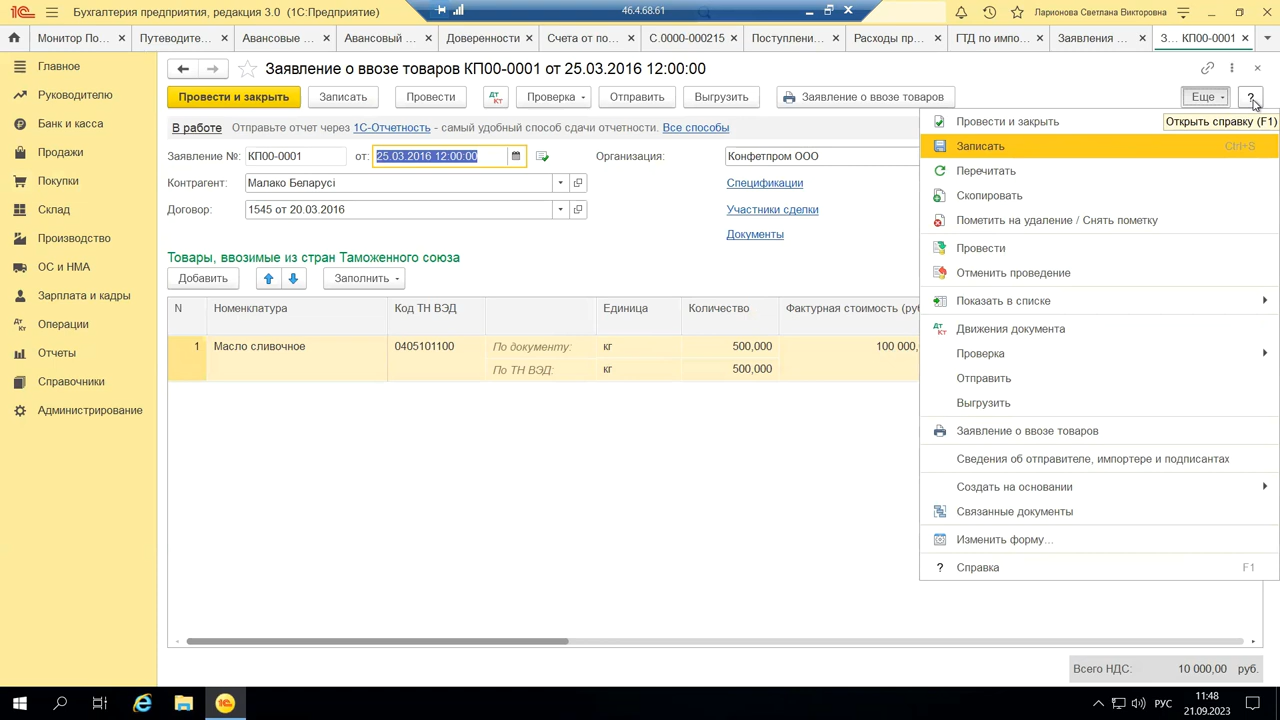 Бухгалтерия предприятия, редакция 3.0 (1С:Предприятие)
46.4.68.61
Ларионова Светлана Викторовна
Монитор По...
Путеводите...
Авансовые ...
Авансовый ...
Доверенности
Счета от по...
С.0000-000215
Поступлени...
Расходы пр...
ГТД по импо...
Заявления ...
З... КП00-0001
Главное
Руководителю
Банк и касса
Продажи
Покупки
Склад
Производство
ОС и НМА
Зарплата и кадры
Операции
Отчеты
Справочники
Администрирование
Заявление о ввозе товаров КП00-0001 от 25.03.2016 12:00:00
Провести и закрыть
Записать
Провести
Проверка
Отправить
Выгрузить
Заявление о ввозе товаров
Еще
?
В работе Отправьте отчет через 1С-Отчетность - самый удобный способ сдачи отчетности. Все способы
Заявление №: КП00-0001 от: 25.03.2016 12:00:00 Организация: Конфетпром ООО
Контрагент: Малако Беларусі Спецификации
Договор: 1545 от 20.03.2016 Участники сделки
Документы
Товары, ввозимые из стран Таможенного союза
Добавить
Заполнить
N Номенклатура Код ТН ВЭД Единица Количество Фактурная стоимость (ру
1 Масло сливочное 0405101100 По документу: кг 500,000 100 000,
По ТН ВЭД: кг 500,000
Всего НДС: 10 000,00 руб.
Открыть справку (F1)
Провести и закрыть
Записать Ctrl+S
Перечитать
Скопировать
Пометить на удаление / Снять пометку
Провести
Отменить проведение
Показать в списке
Движения документа
Проверка
Отправить
Выгрузить
Заявление о ввозе товаров
Сведения об отправителе, импортере и подписантах
Создать на основании
Связанные документы
Изменить форму...
? Справка F1
РУС
11:48
21.09.2023